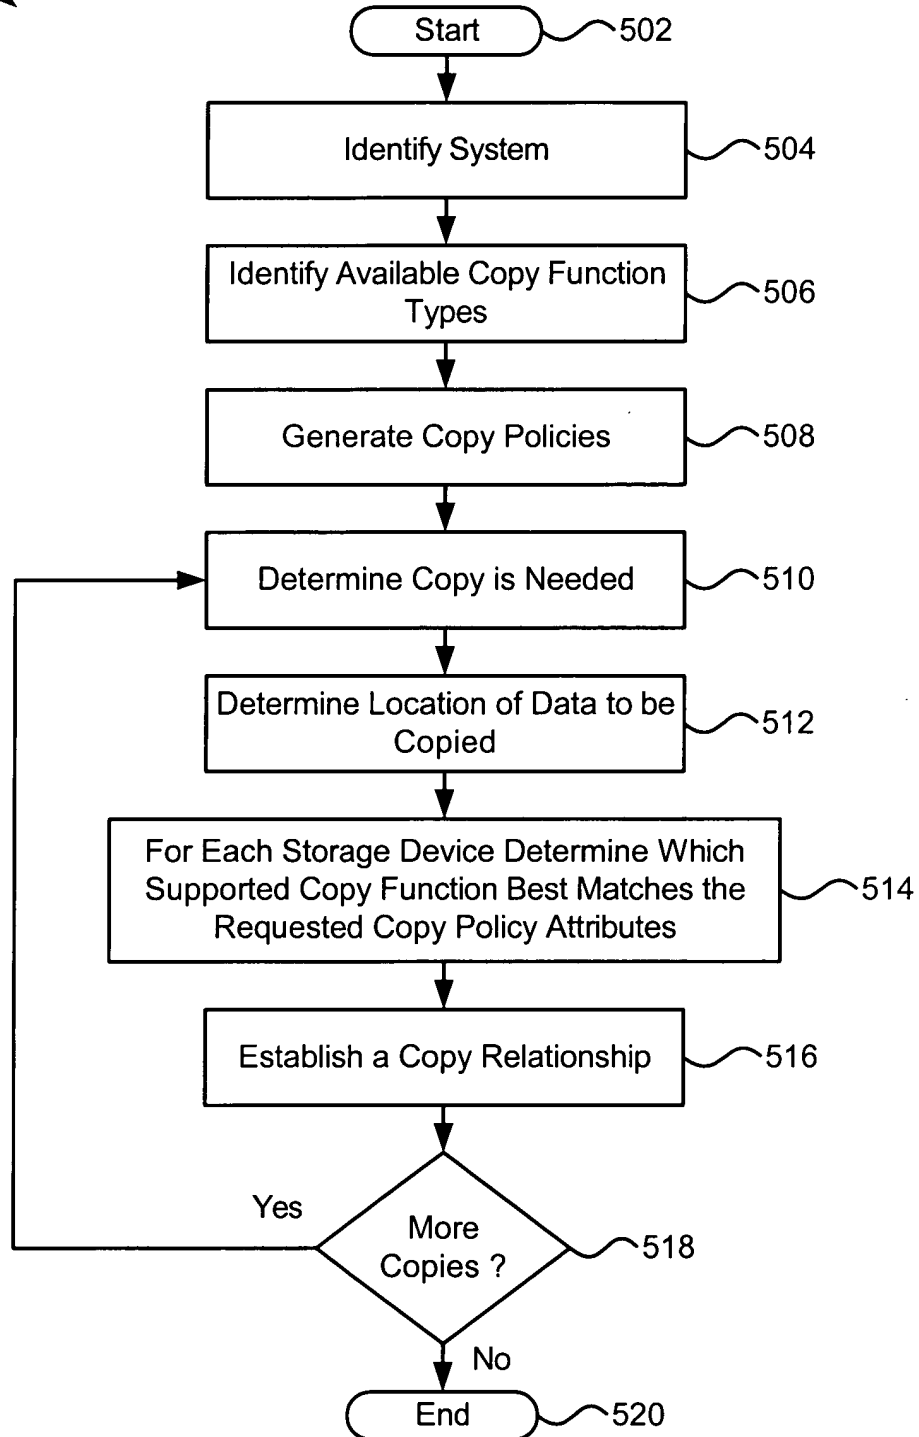 Start
502
Identify System
504
Identify Available Copy Function
Types
506
Generate Copy Policies
508
Determine Copy is Needed
510
Determine Location of Data to be
Copied
512
For Each Storage Device Determine Which
Supported Copy Function Best Matches the
Requested Copy Policy Attributes
514
Establish a Copy Relationship
516
Yes
More
Copies ?
518
No
End
520